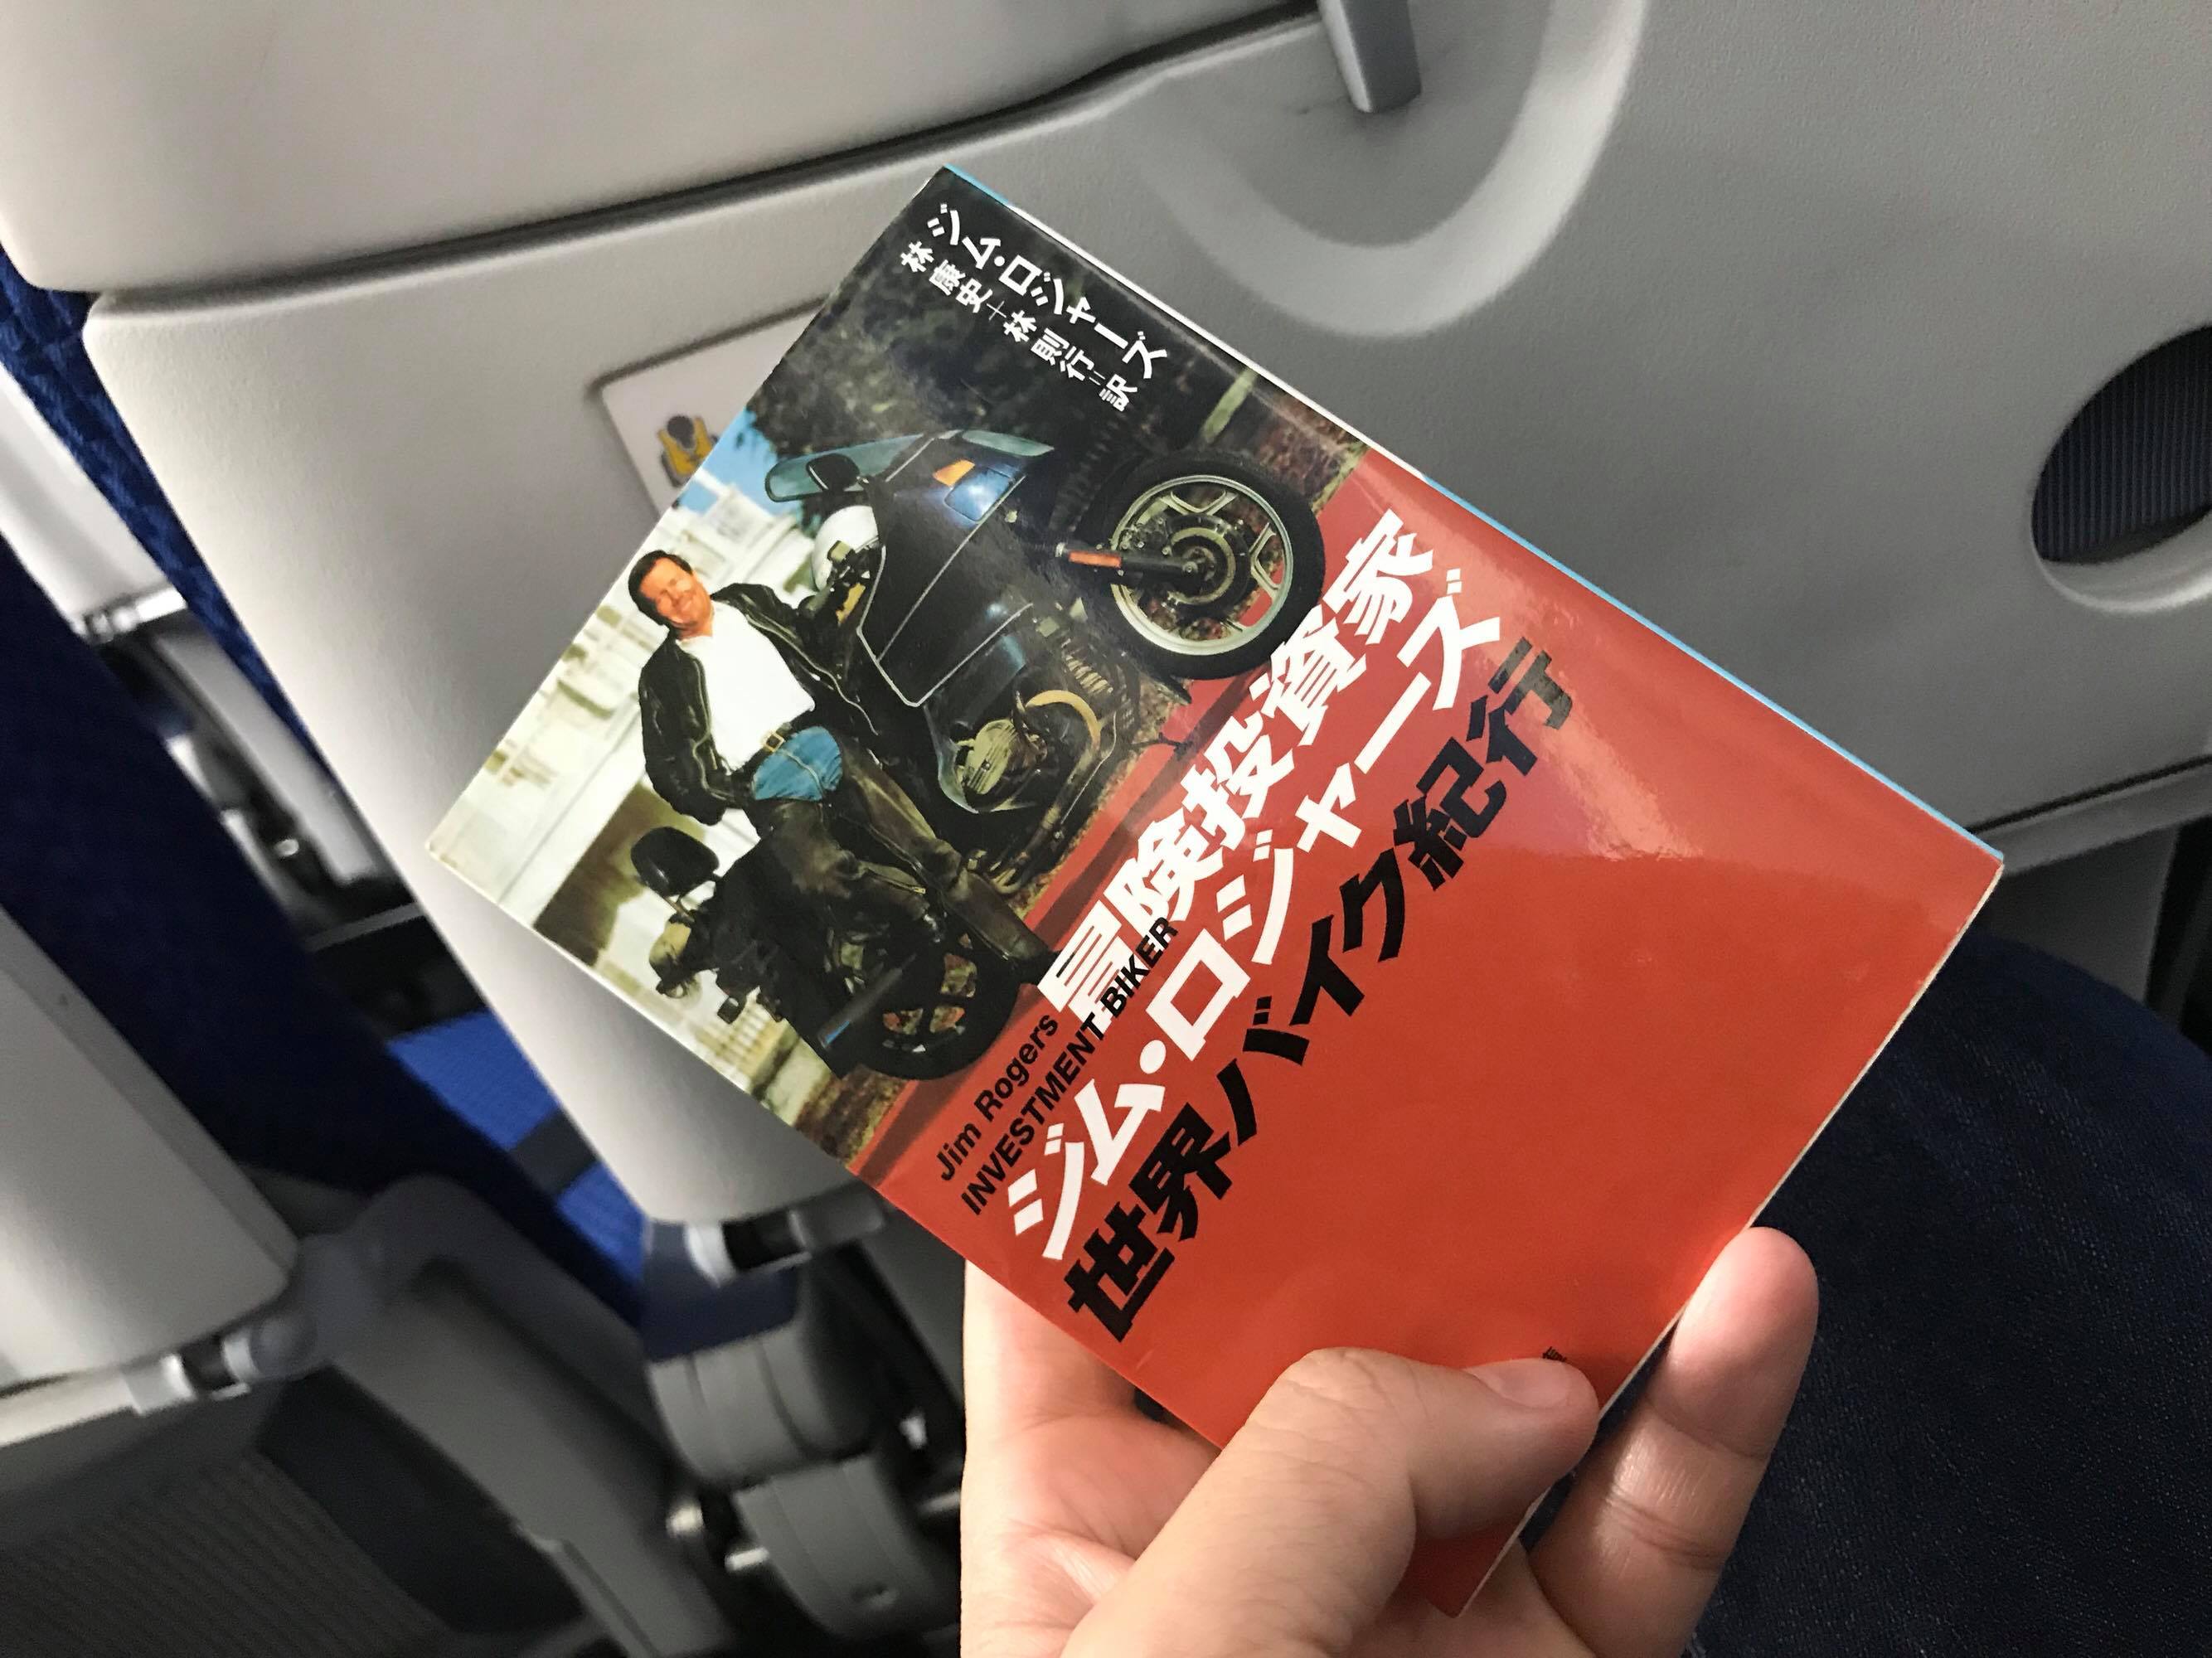 ジム・ロジャーズ
林康史+林則行=訳
冒険投資家
ジム・ロジャーズ
世界バイク紀行
Jim Rogers
INVESTMENT BIKER